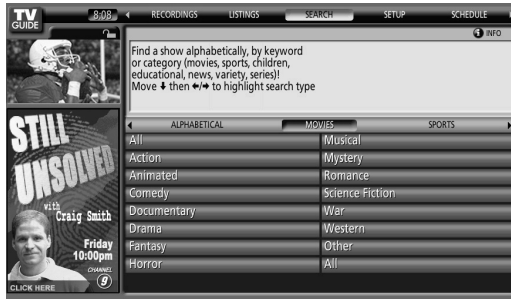 TV
GUIDE
8:08
RECORDINGS LISTINGS SEARCH SETUP SCHEDULE
i INFO
Find a show alphabetically, by keyword
or category (movies, sports, children,
educational, news, variety, series)!
Move ⬇ then ⬅/➡ to highlight search type
ALPHABETICAL MOVIES SPORTS
All Musical
Action Mystery
Animated Romance
Comedy Science Fiction
Documentary War
Drama Western
Fantasy Other
Horror All
STILL
UNSOLVED
with
Craig Smith
Friday
10:00pm
CHANNEL
9
CLICK HERE